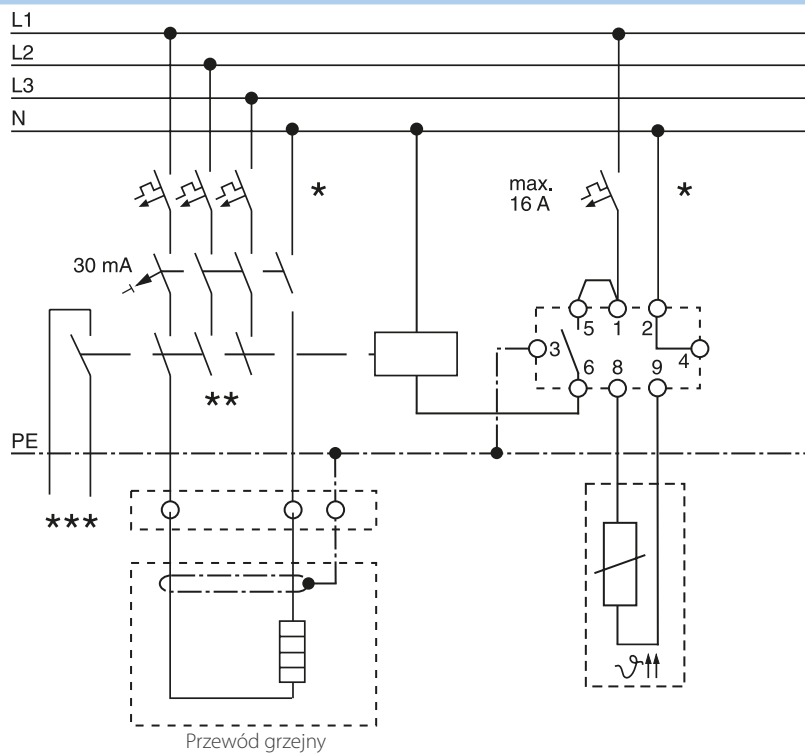 L1
L2
L3
N
*
max.
16 A
*
30 mA
5 1 2
3
4
6 8 9
**
PE
***
ϑ
Przewód grzejny